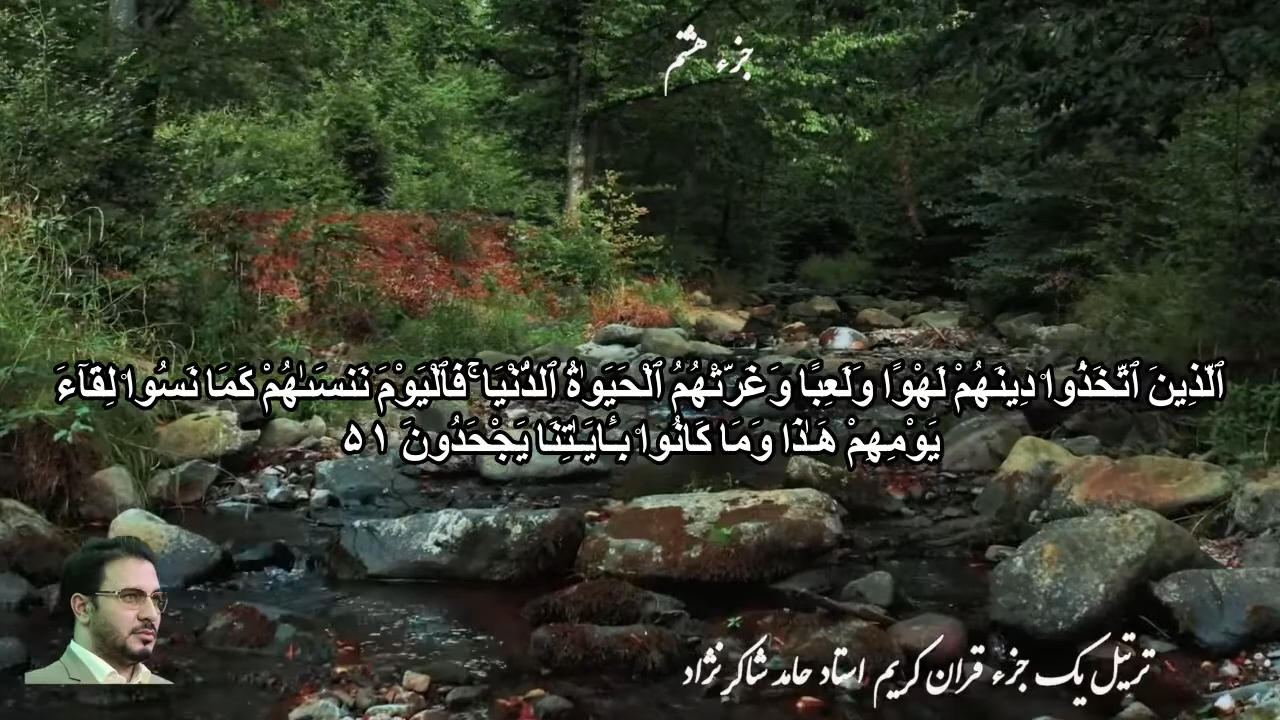 جزء هشتم
ٱلَّذِينَ ٱتَّخَذُوا۟ دِينَهُمْ لَهْوًا وَلَعِبًا وَغَرَّتْهُمُ ٱلْحَيَوٰةُ ٱلدُّنْيَا ۚ فَٱلْيَوْمَ نَنسَىٰهُمْ كَمَا نَسُوا۟ لِقَآءَ
يَوْمِهِمْ هَـٰذَا وَمَا كَانُوا۟ بِـَٔايَـٰتِنَا يَجْحَدُونَ ۵۱
ترتیل یک جزء قران کریم استاد حامد شاکرنژاد